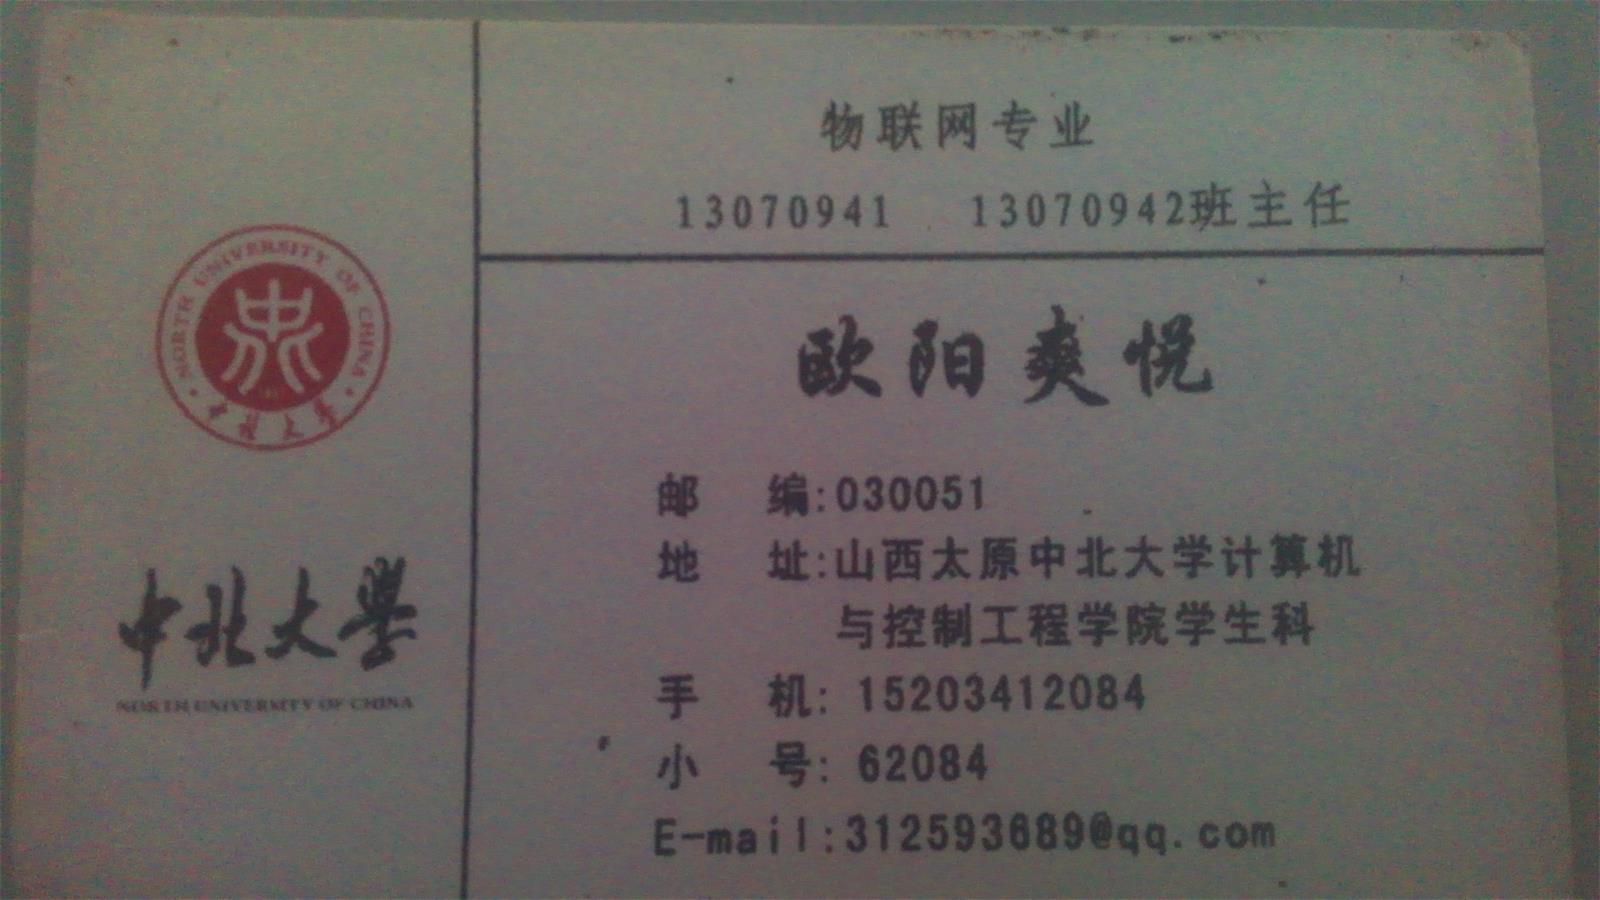 NORTH UNIVERSITY OF CHINA
中北大學
中北大學
NORTH UNIVERSITY OF CHINA
物联网专业
13070941 13070942班主任
欧阳爽悦
邮 编:030051
地 址:山西太原中北大学计算机
与控制工程学院学生科
手 机: 15203412084
小 号: 62084
E-mail:312593689@qq.com